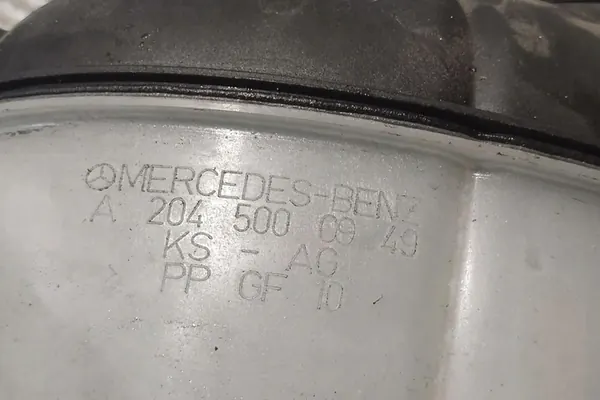 MERCEDES-BENZ
A 204 500 09 49
KS - AG
PP GF 10